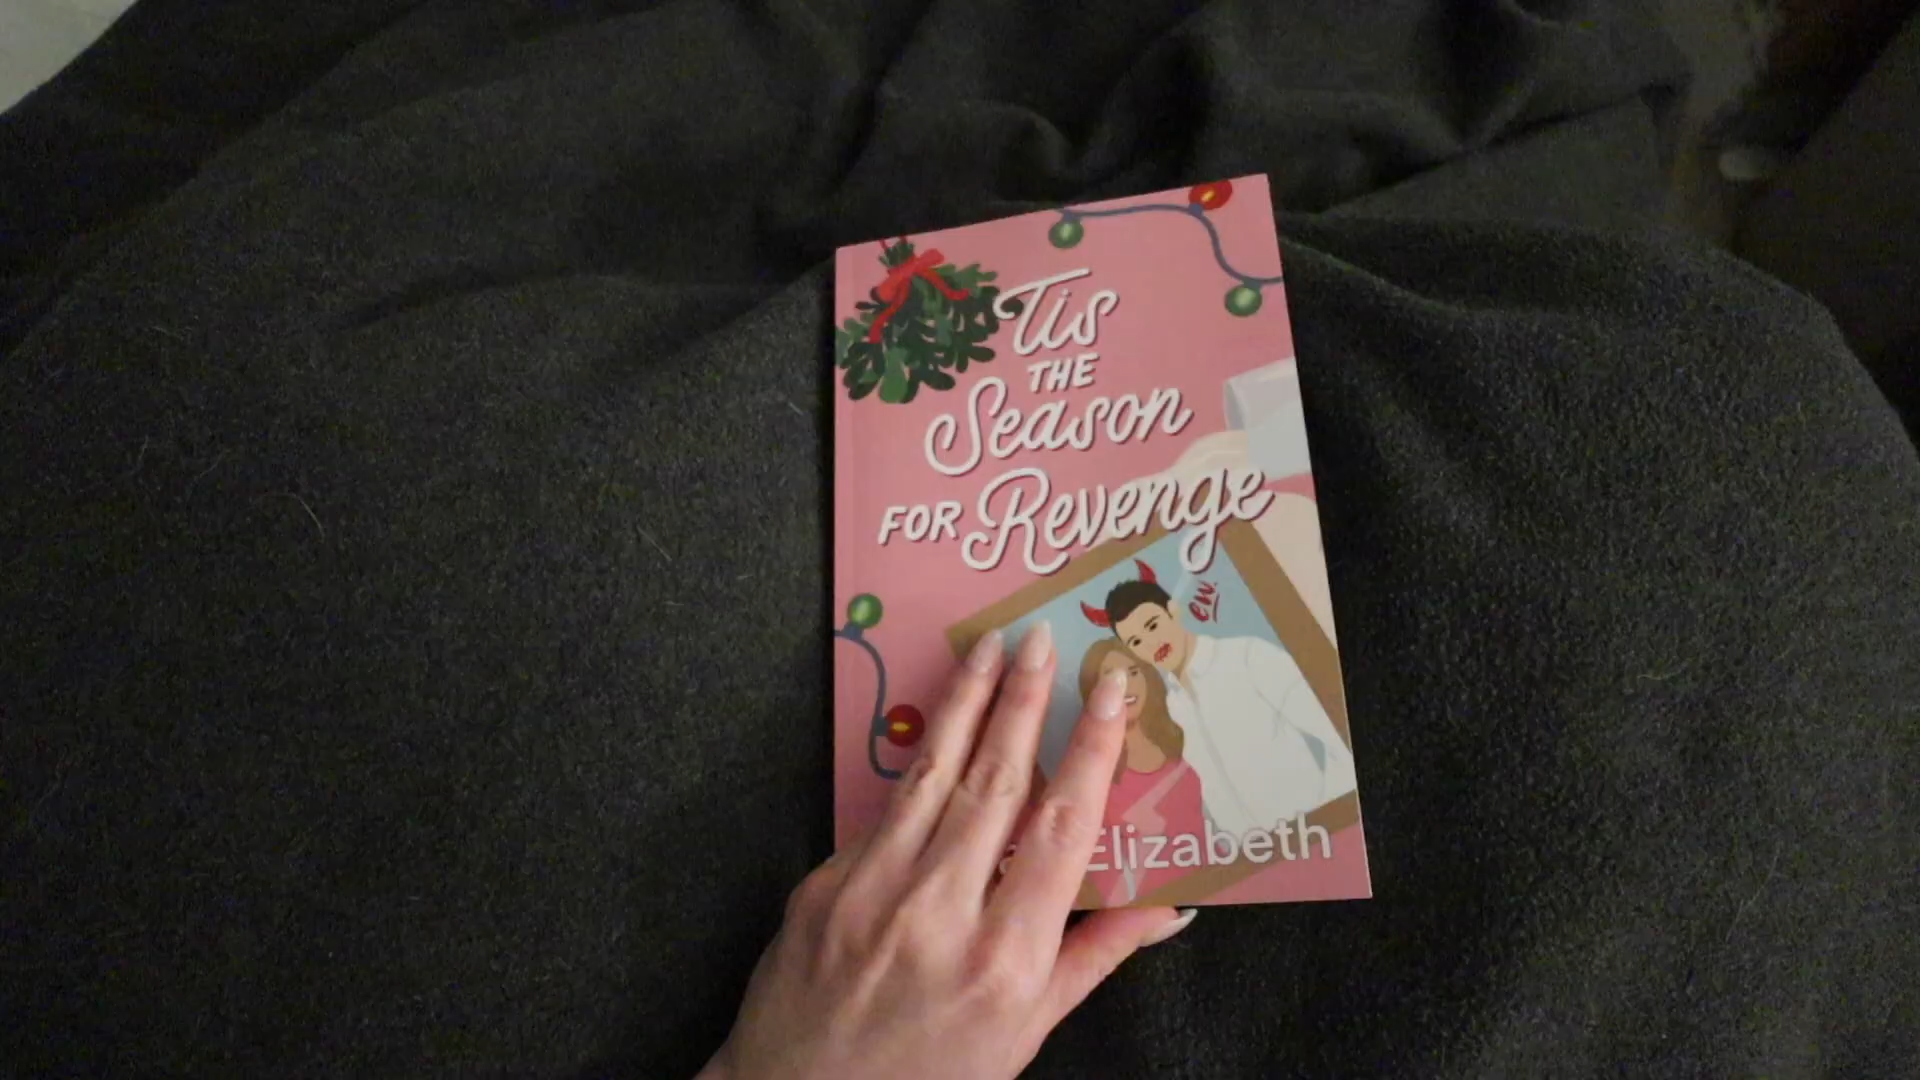 Tis
THE
Season
FOR Revenge
ew.
Elizabeth